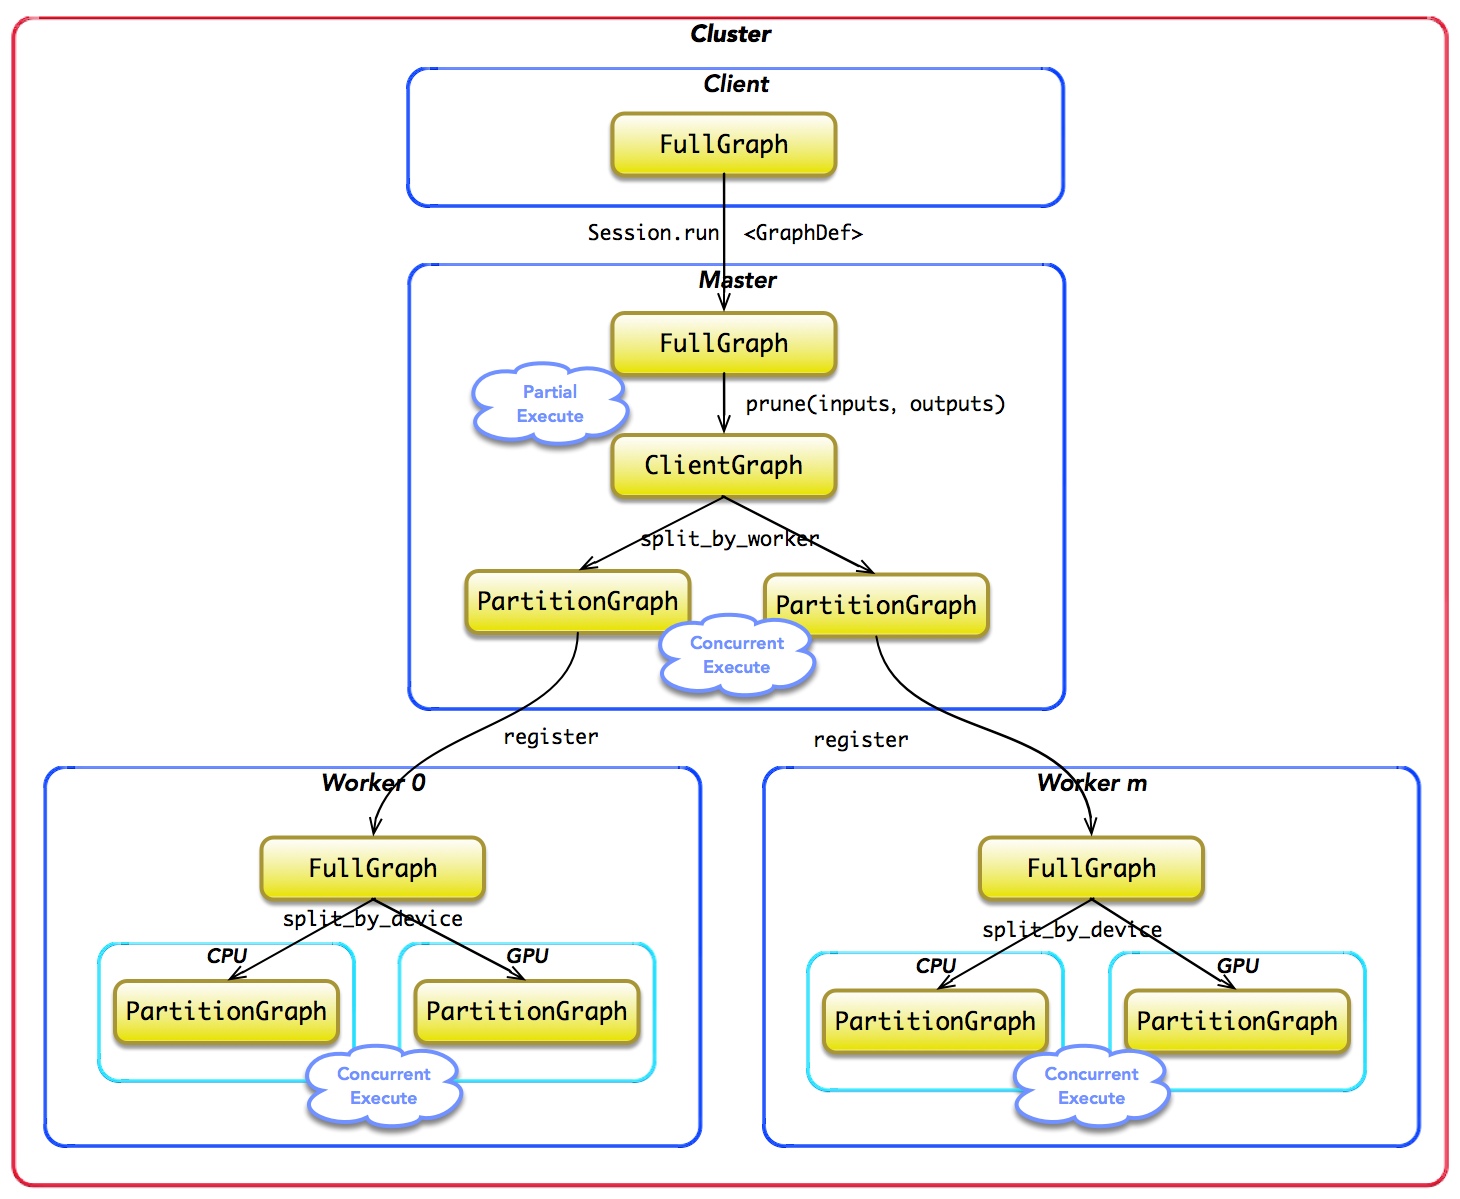 Cluster
Client
FullGraph
Session.run <GraphDef>
Master
FullGraph
Partial
Execute
prune(inputs, outputs)
ClientGraph
split_by_worker
PartitionGraph
PartitionGraph
Concurrent
Execute
register
register
Worker 0
Worker m
FullGraph
FullGraph
split_by_device
split_by_device
CPU
GPU
CPU
GPU
PartitionGraph
PartitionGraph
PartitionGraph
PartitionGraph
Concurrent
Execute
Concurrent
Execute